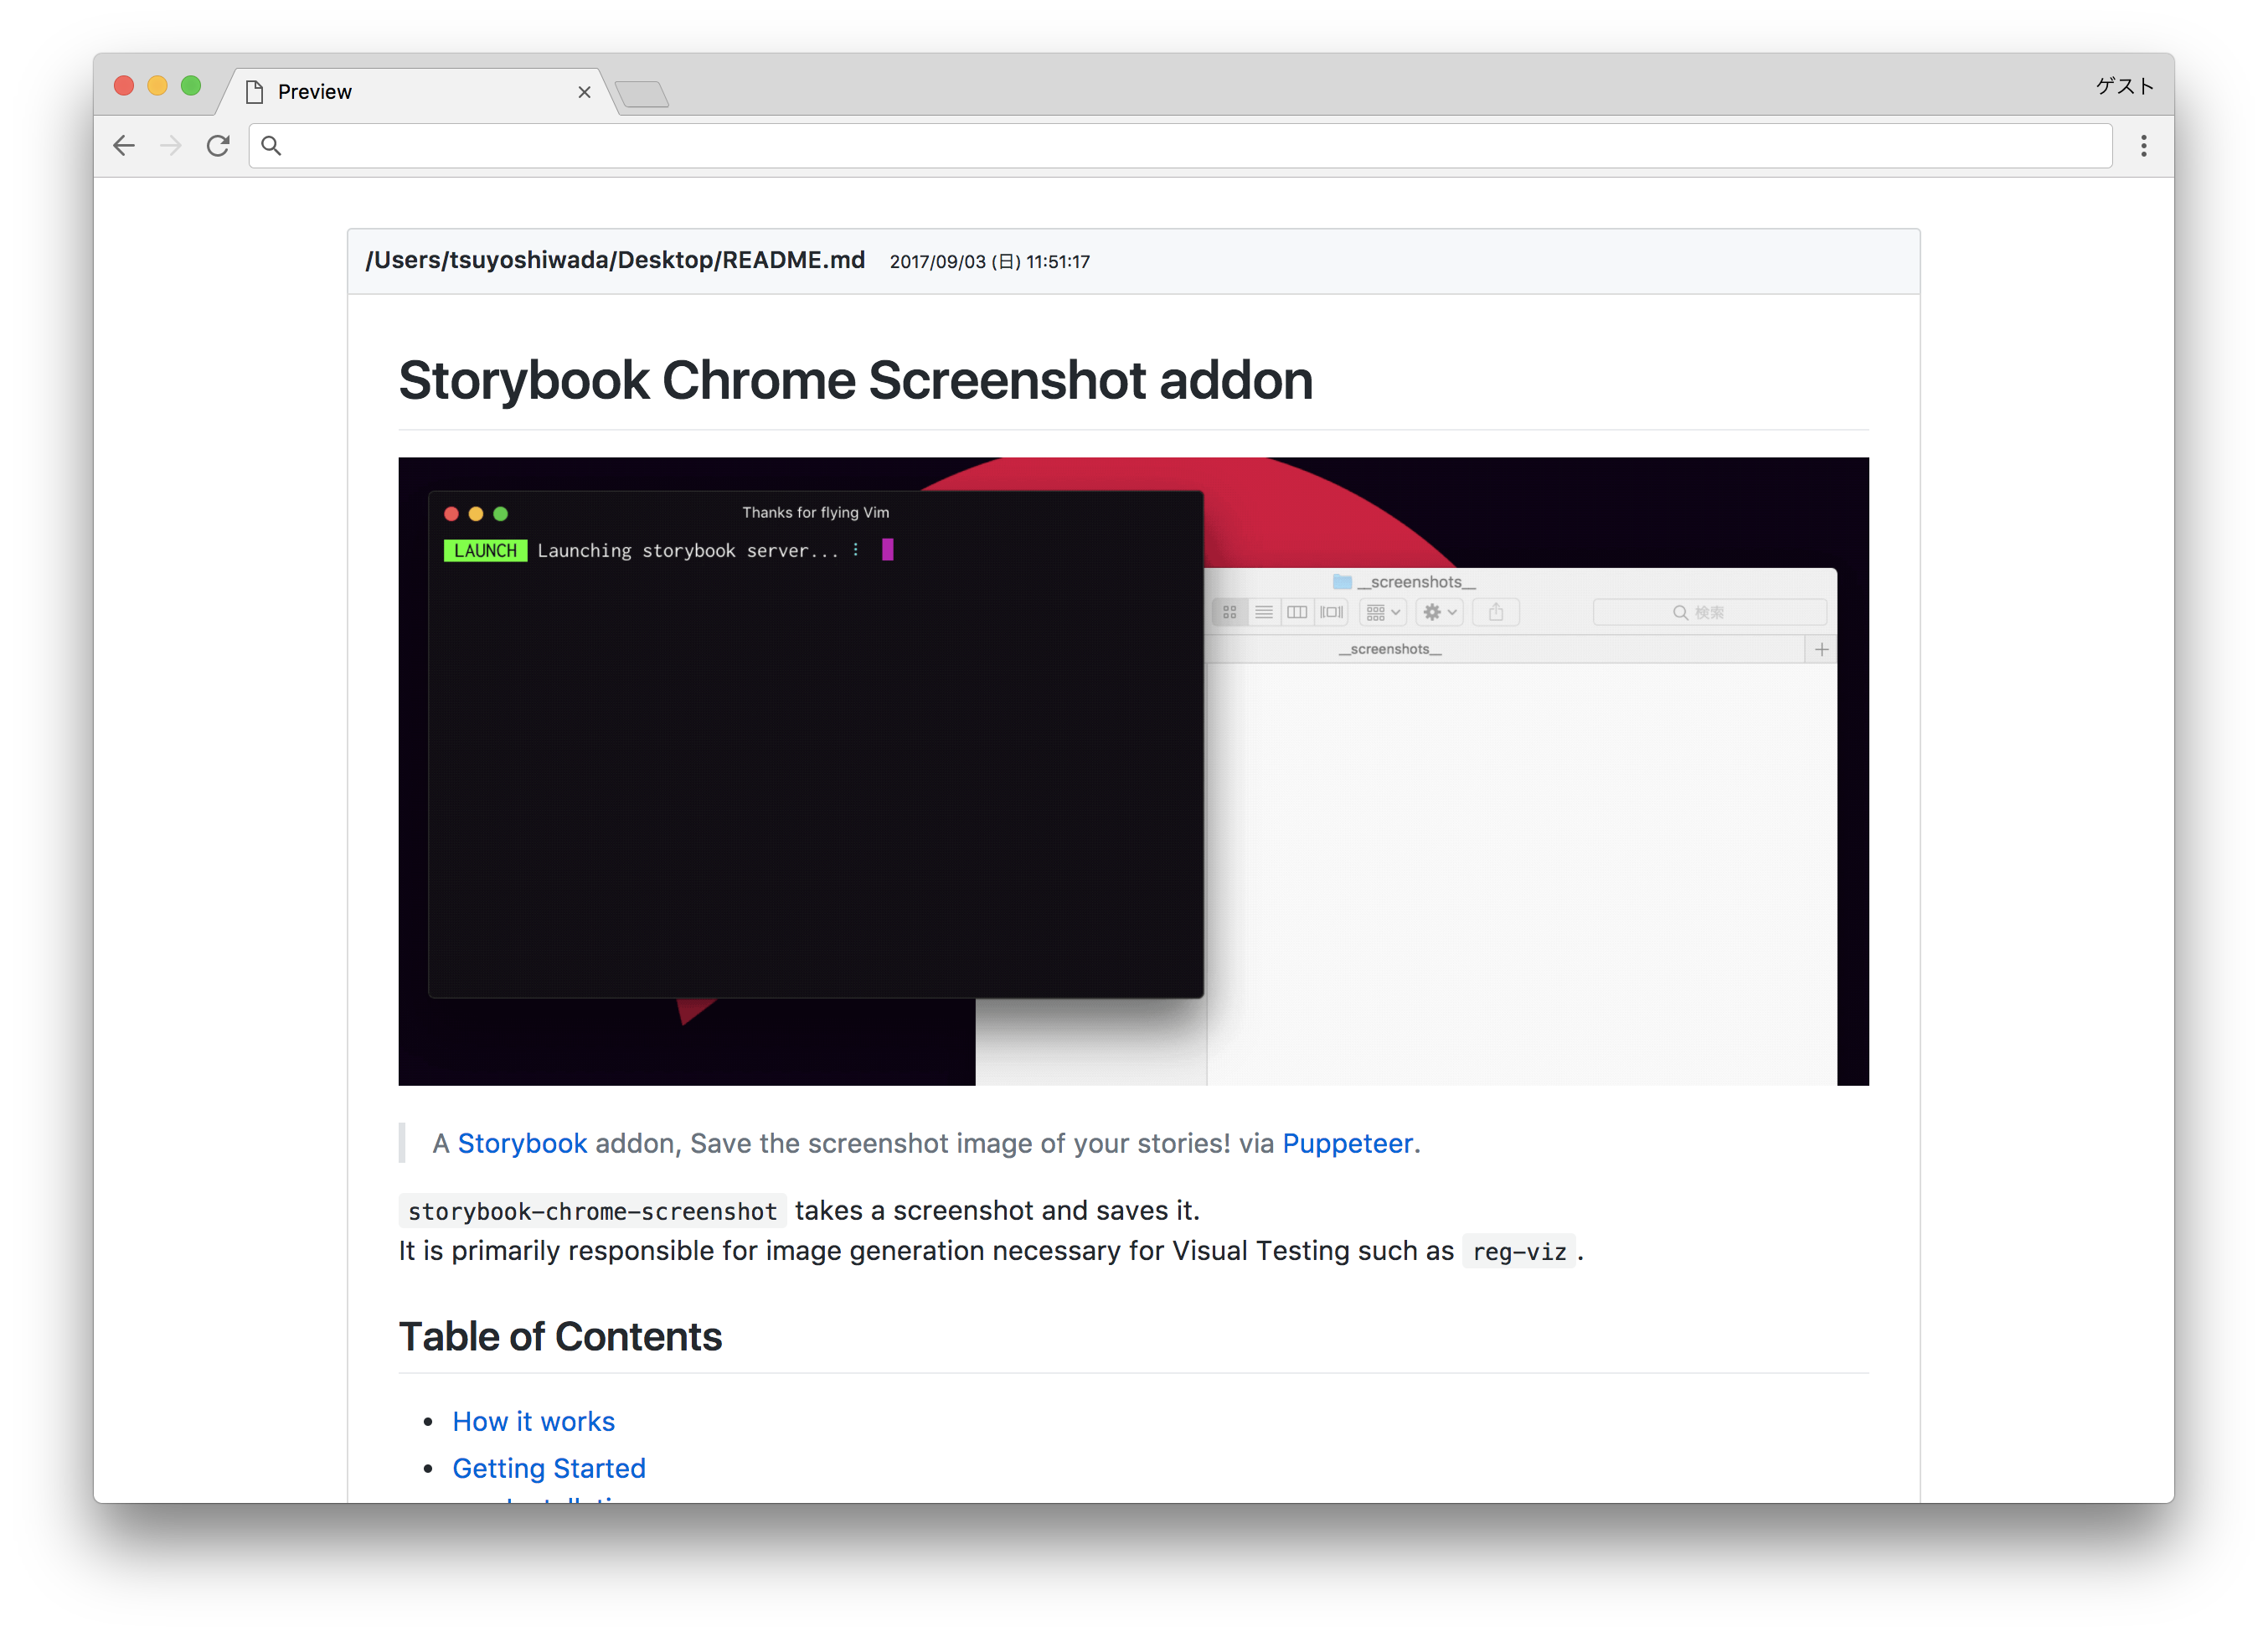 Preview
ゲスト
/Users/tsuyoshiwada/Desktop/README.md 2017/09/03 (日) 11:51:17
Storybook Chrome Screenshot addon
Thanks for flying Vim
LAUNCH Launching storybook server...
__screenshots__
検索
__screenshots__
A Storybook addon, Save the screenshot image of your stories! via Puppeteer.
storybook-chrome-screenshot takes a screenshot and saves it.
It is primarily responsible for image generation necessary for Visual Testing such as reg-viz.
Table of Contents
• How it works
• Getting Started